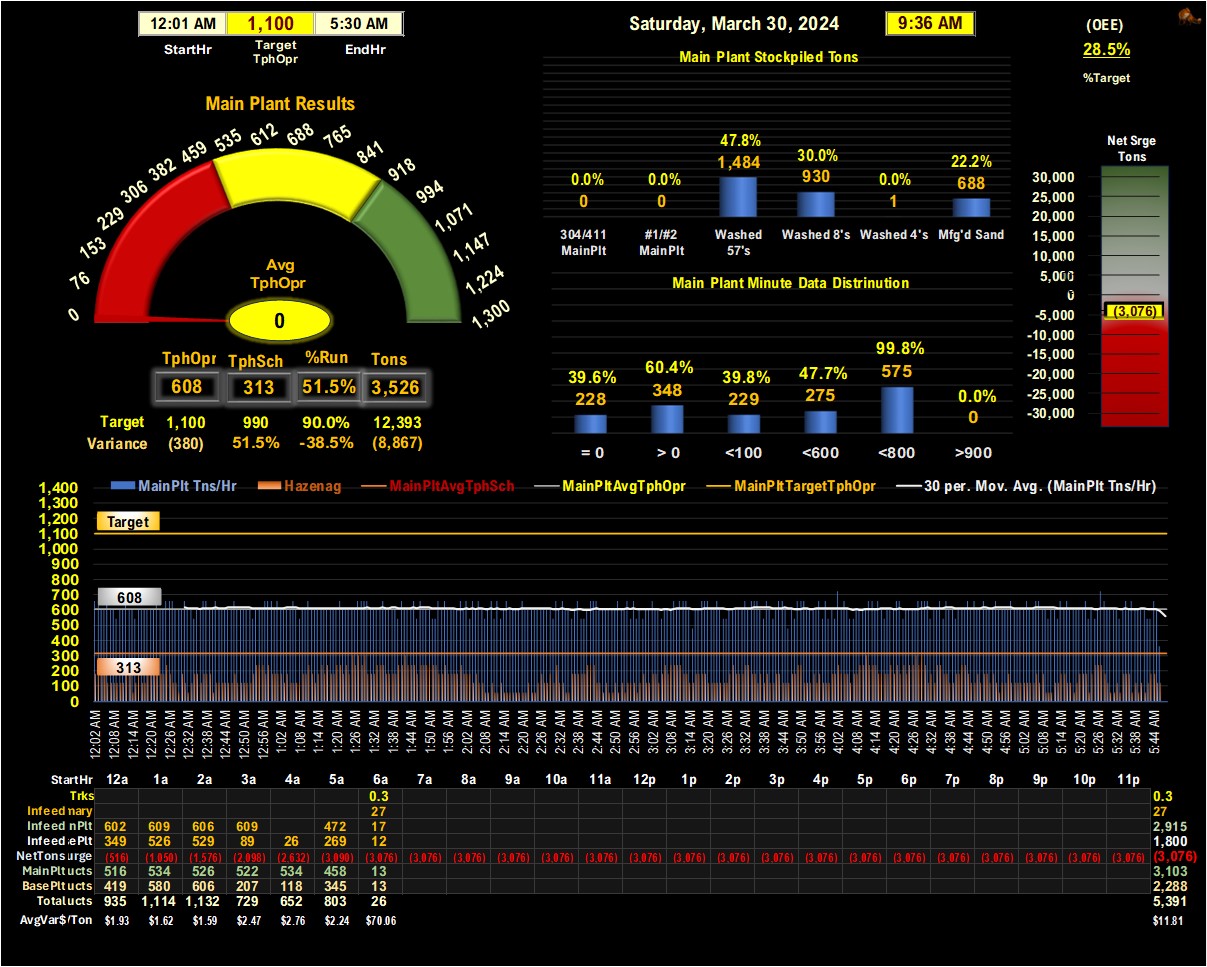 12:01 AM 1,100 5:30 AM
StartHr Target TphOpr EndHr
Saturday, March 30, 2024 9:36 AM
(OEE)
28.5%
%Target
Main Plant Results
0 76 153 229 306 382 459 535 612 688 765 841 918 994 1,071 1,147 1,224 1,300
Avg
TphOpr
0
TphOpr TphSch %Run Tons
608 313 51.5% 3,526
Target 1,100 990 90.0% 12,393
Variance (380) 51.5% -38.5% (8,867)
Main Plant Stockpiled Tons
0.0% 0.0% 47.8% 30.0% 0.0% 22.2%
0 0 1,484 930 1 688
304/411 #1/#2 Washed Washed 8's Washed 4's Mfg'd Sand
MainPlt MainPlt 57's
Main Plant Minute Data Distrinution
39.6% 60.4% 39.8% 47.7% 99.8% 0.0%
228 348 229 275 575 0
= 0 > 0 <100 <600 <800 >900
Net Srge
Tons
30,000
25,000
20,000
15,000
10,000
5,000
0
-5,000
(3,076)
-10,000
-15,000
-20,000
-25,000
-30,000
MainPlt Tns/Hr Hazenag MainPltAvgTphSch MainPltAvgTphOpr MainPltTargetTphOpr 30 per. Mov. Avg. (MainPlt Tns/Hr)
1,400
1,300
1,200
Target
1,100
1,000
900
800
700
608
600
500
400
300
313
200
100
0
12:02 AM 12:08 AM 12:14 AM 12:20 AM 12:26 AM 12:32 AM 12:38 AM 12:44 AM 12:50 AM 12:56 AM 1:02 AM 1:08 AM 1:14 AM 1:20 AM 1:26 AM 1:32 AM 1:38 AM 1:44 AM 1:50 AM 1:56 AM 2:02 AM 2:08 AM 2:14 AM 2:20 AM 2:26 AM 2:32 AM 2:38 AM 2:44 AM 2:50 AM 2:56 AM 3:02 AM 3:08 AM 3:14 AM 3:20 AM 3:26 AM 3:32 AM 3:38 AM 3:44 AM 3:50 AM 3:56 AM 4:02 AM 4:08 AM 4:14 AM 4:20 AM 4:26 AM 4:32 AM 4:38 AM 4:44 AM 4:50 AM 4:56 AM 5:02 AM 5:08 AM 5:14 AM 5:20 AM 5:26 AM 5:32 AM 5:38 AM 5:44 AM
StartHr 12a 1a 2a 3a 4a 5a 6a 7a 8a 9a 10a 11a 12p 1p 2p 3p 4p 5p 6p 7p 8p 9p 10p 11p
Trks 0.3 0.3
Infeed nary 27 27
Infeed nPlt 602 609 606 609 472 17 2,915
Infeed ePlt 349 526 529 89 26 269 12 1,800
NetTons urge (516) (1,050) (1,576) (2,098) (2,632) (3,090) (3,076) (3,076) (3,076) (3,076) (3,076) (3,076) (3,076) (3,076) (3,076) (3,076) (3,076) (3,076) (3,076) (3,076) (3,076) (3,076) (3,076) (3,076) (3,076)
MainPlt ucts 516 534 526 522 534 458 13 3,103
BasePlt ucts 419 580 606 207 118 345 13 2,288
Total ucts 935 1,114 1,132 729 652 803 26 5,391
AvgVar$/Ton $1.93 $1.62 $1.59 $2.47 $2.76 $2.24 $70.06 $11.81